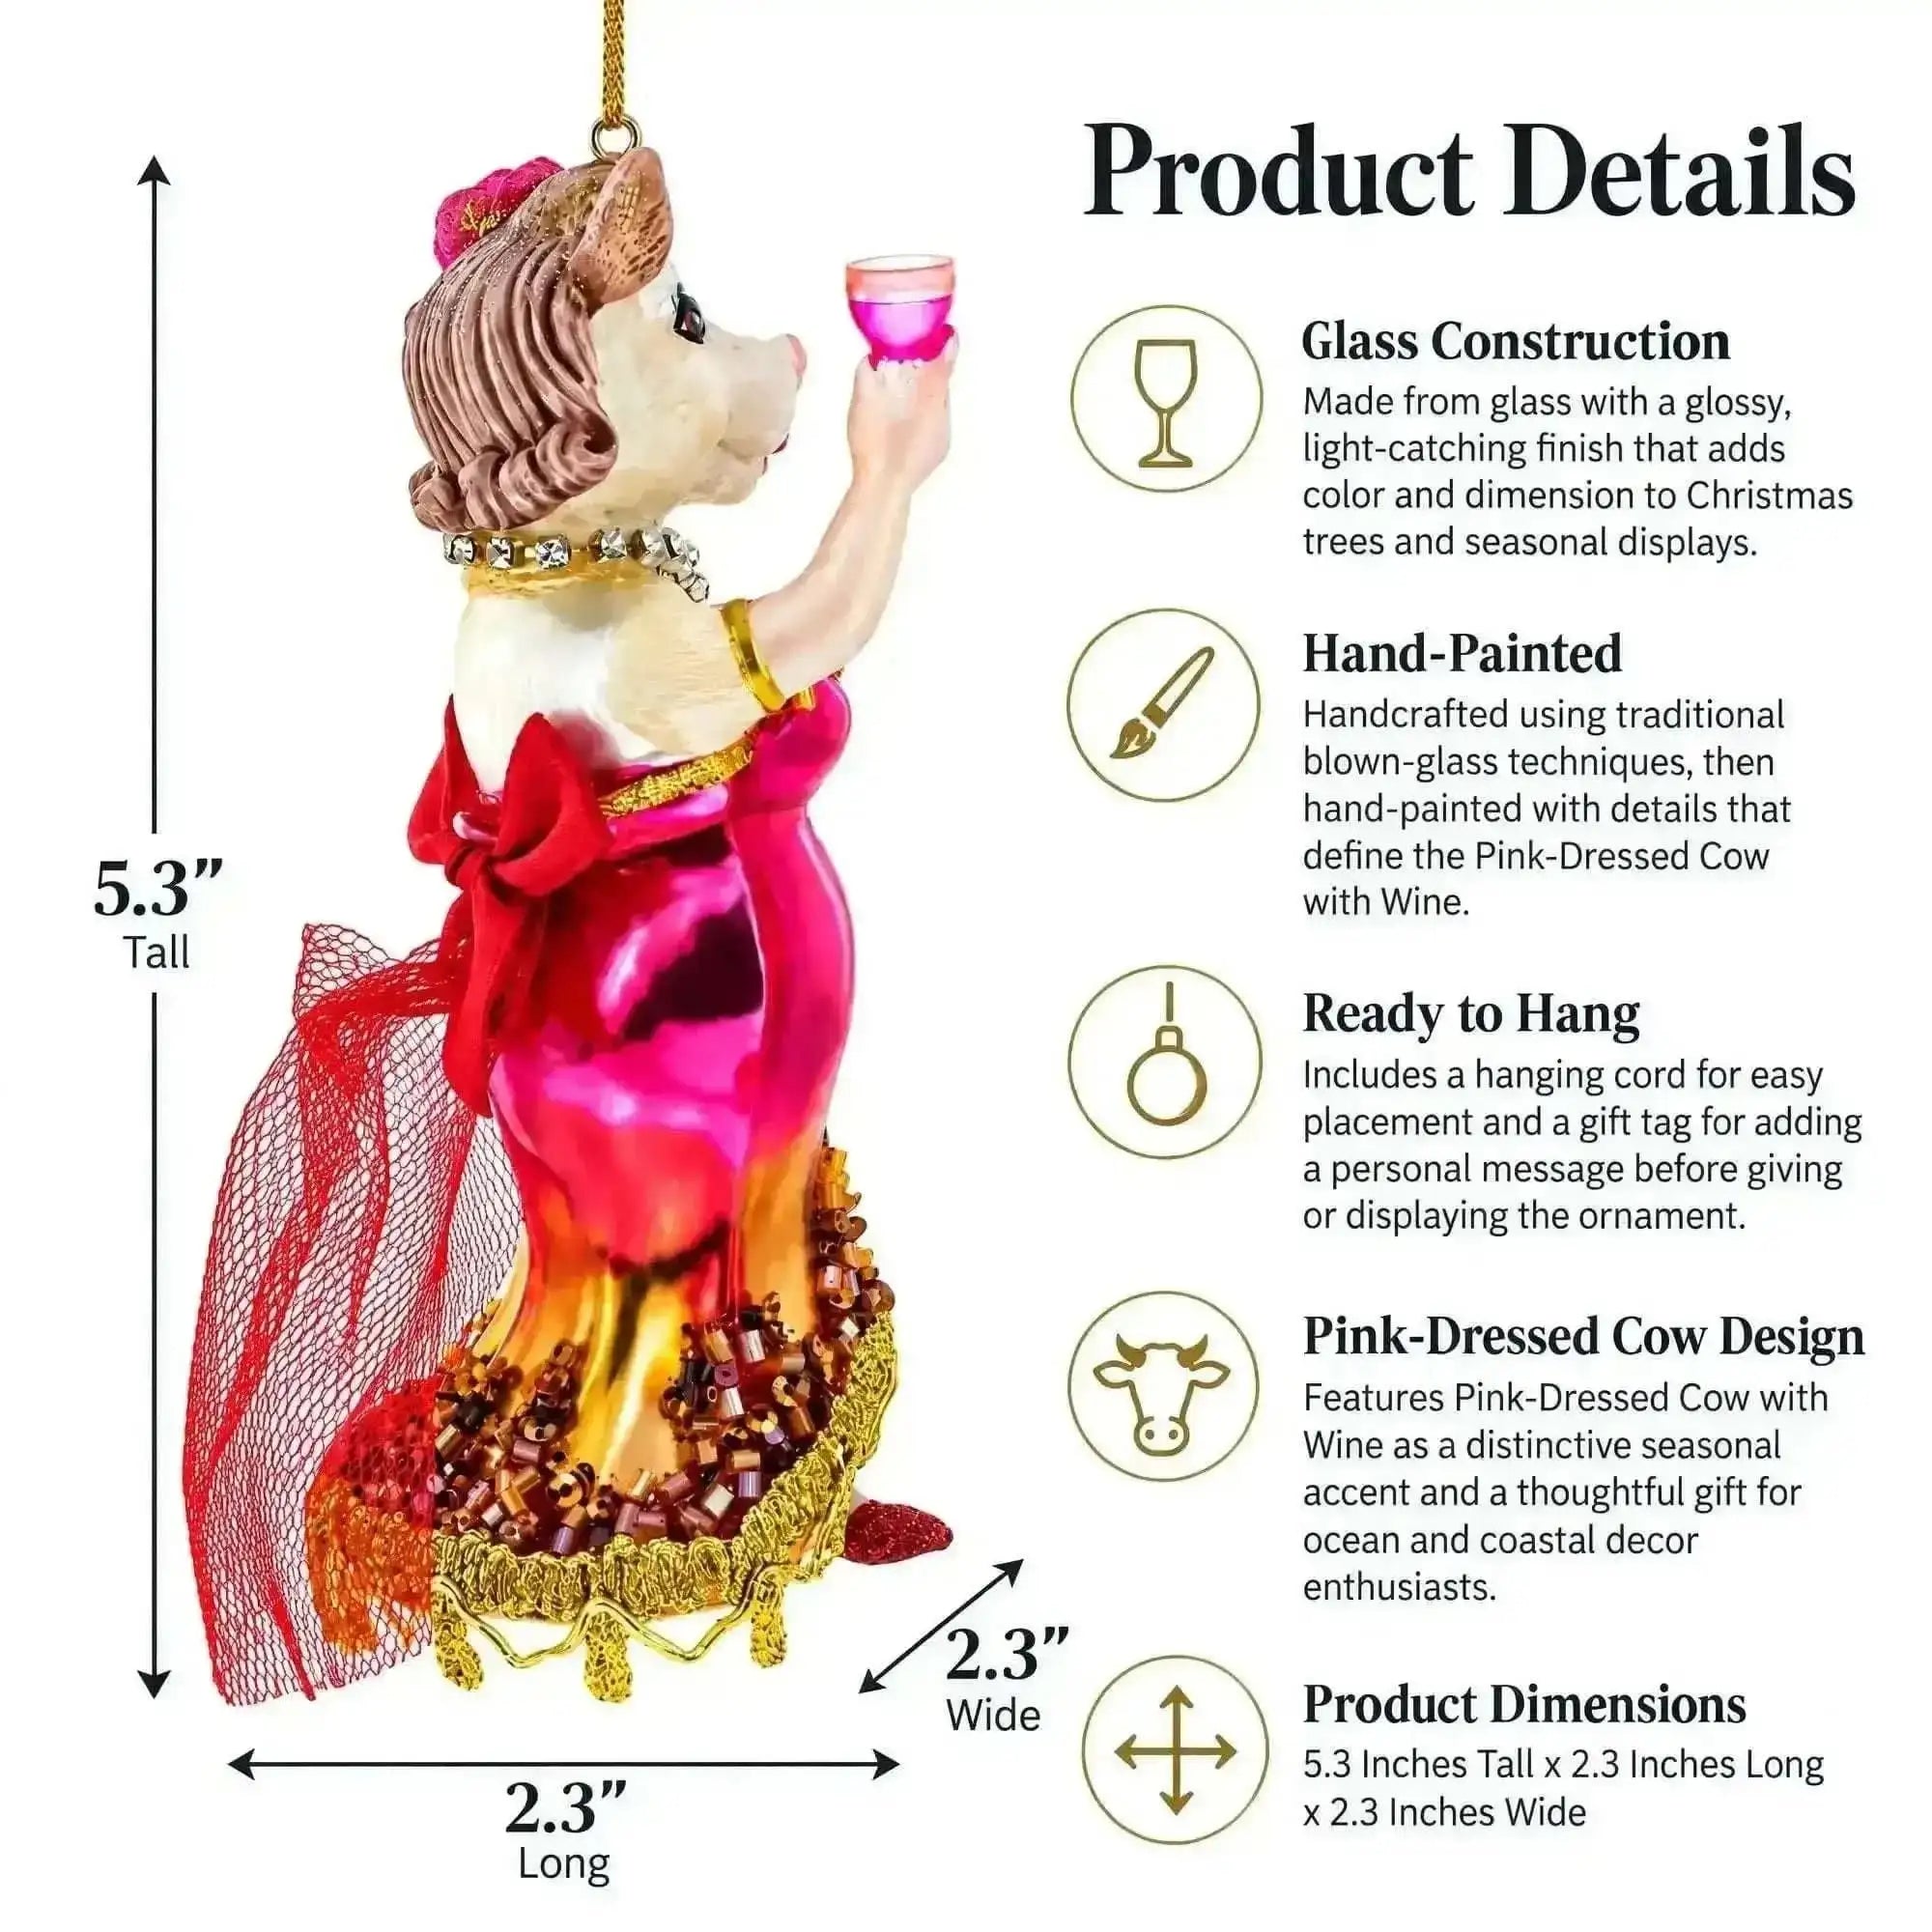 Product Details
Glass Construction
Made from glass with a glossy,
light-catching finish that adds
color and dimension to Christmas
trees and seasonal displays.
Hand-Painted
Handcrafted using traditional
blown-glass techniques, then
hand-painted with details that
define the Pink-Dressed Cow
with Wine.
Ready to Hang
Includes a hanging cord for easy
placement and a gift tag for adding
a personal message before giving
or displaying the ornament.
Pink-Dressed Cow Design
Features Pink-Dressed Cow with
Wine as a distinctive seasonal
accent and a thoughtful gift for
ocean and coastal decor
enthusiasts.
Product Dimensions
5.3 Inches Tall x 2.3 Inches Long
x 2.3 Inches Wide
5.3”
Tall
2.3”
Wide
2.3”
Long